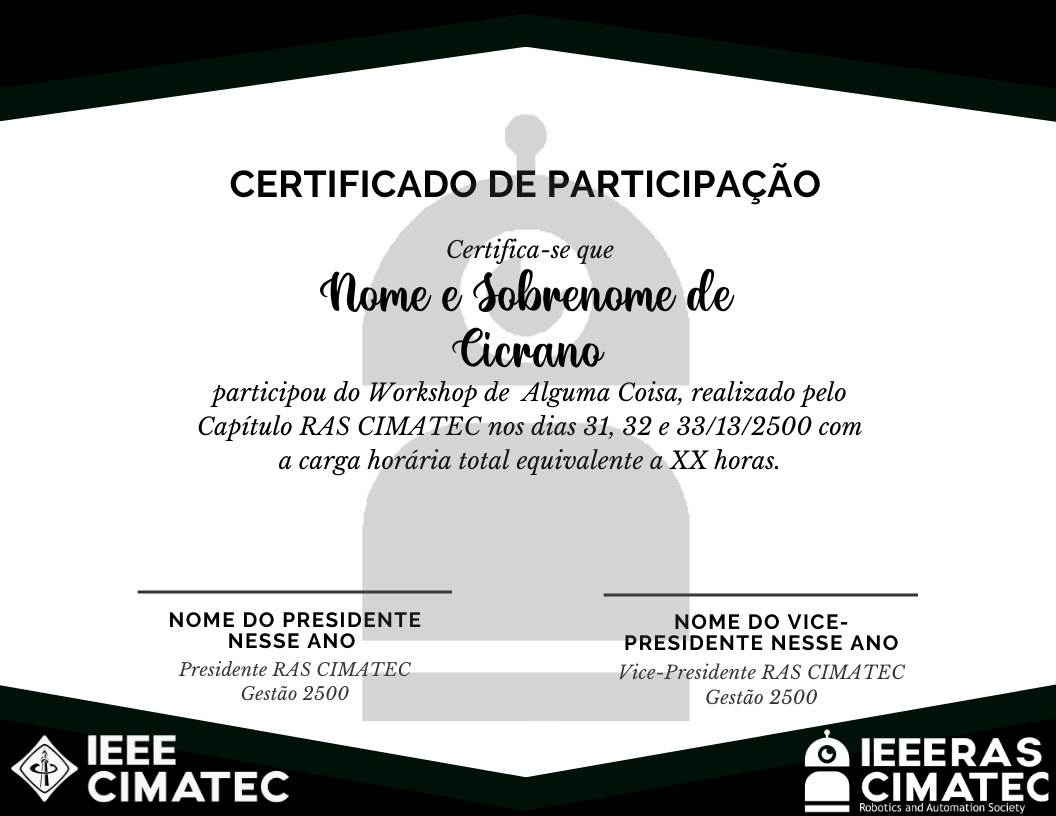 CERTIFICADO DE PARTICIPAÇÃO
Certifica-se que
Nome e Sobrenome de
Cicrano
participou do Workshop de  Alguma Coisa, realizado pelo
Capítulo RAS CIMATEC nos dias 31, 32 e 33/13/2500 com
a carga horária total equivalente a XX horas.
NOME DO PRESIDENTE
NESSE ANO
Presidente RAS CIMATEC
Gestão 2500
NOME DO VICE-
PRESIDENTE NESSE ANO
Vice-Presidente RAS CIMATEC
Gestão 2500
IEEE
CIMATEC
IEEERAS
CIMATEC
Robotics and Automation Society